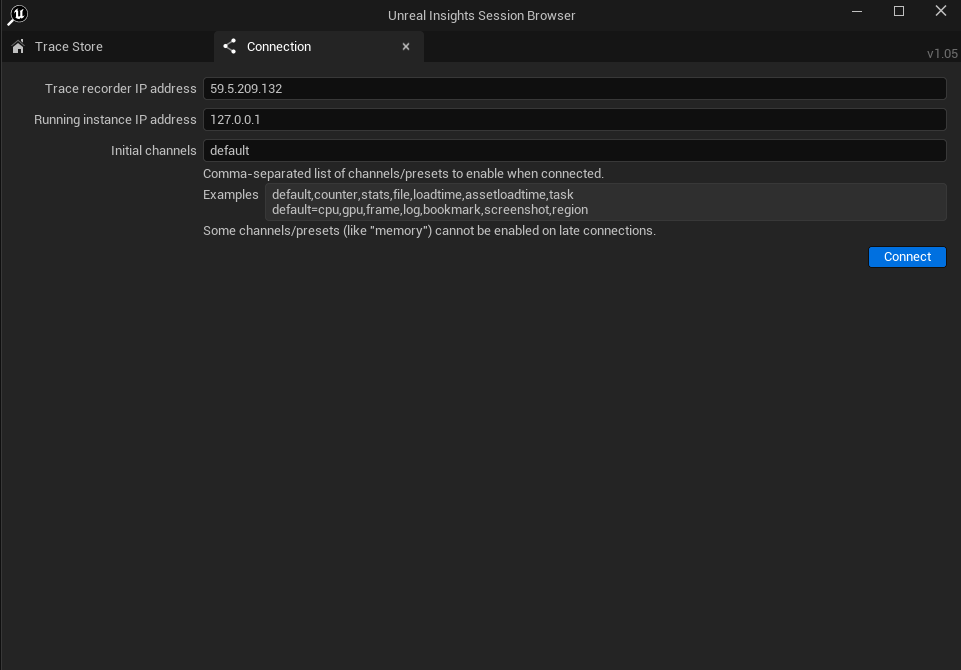 Unreal Insights Session Browser
Trace Store
Connection
v1.05
Trace recorder IP address 59.5.209.132
Running instance IP address 127.0.0.1
Initial channels default
Comma-separated list of channels/presets to enable when connected.
Examples default,counter,stats,file,loadtime,assetloadtime,task
default=cpu,gpu,frame,log,bookmark,screenshot,region
Some channels/presets (like "memory") cannot be enabled on late connections.
Connect